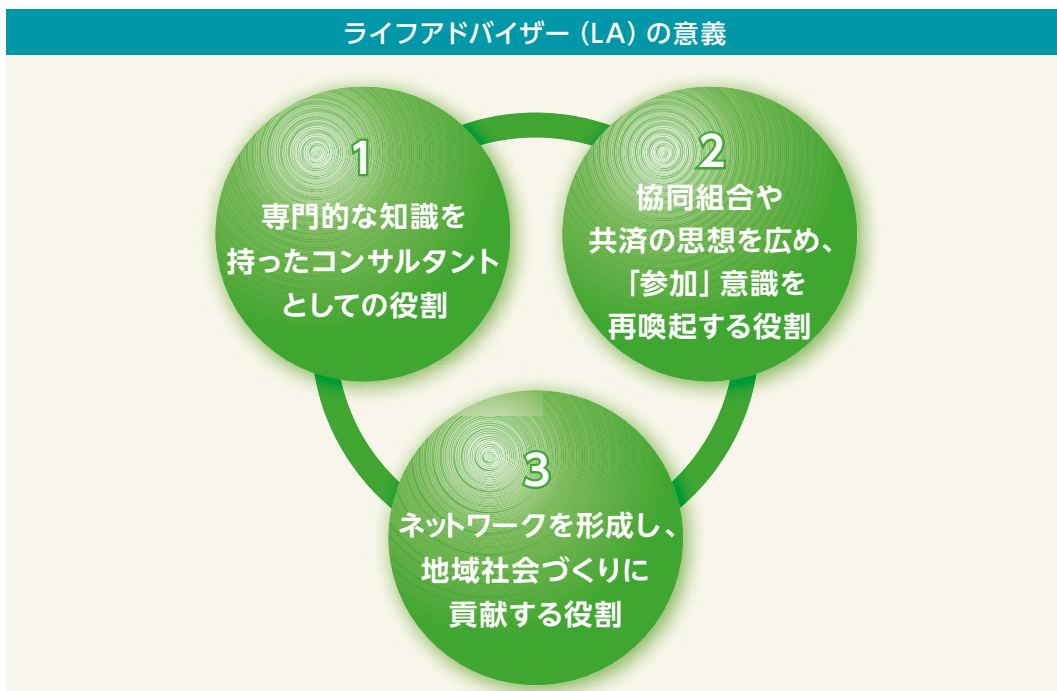 ライフアドバイザー（LA）の意義
1
専門的な知識を
持ったコンサルタント
としての役割
2
協同組合や
共済の思想を広め、
「参加」意識を
再喚起する役割
3
ネットワークを形成し、
地域社会づくりに
貢献する役割